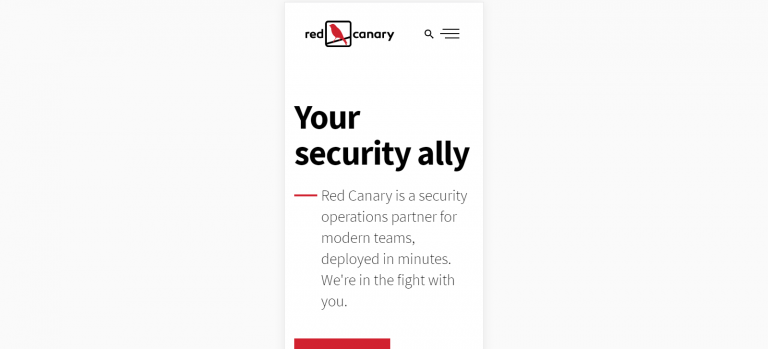 red canary
Your
security ally
Red Canary is a security
operations partner for
modern teams,
deployed in minutes.
We're in the fight with
you.